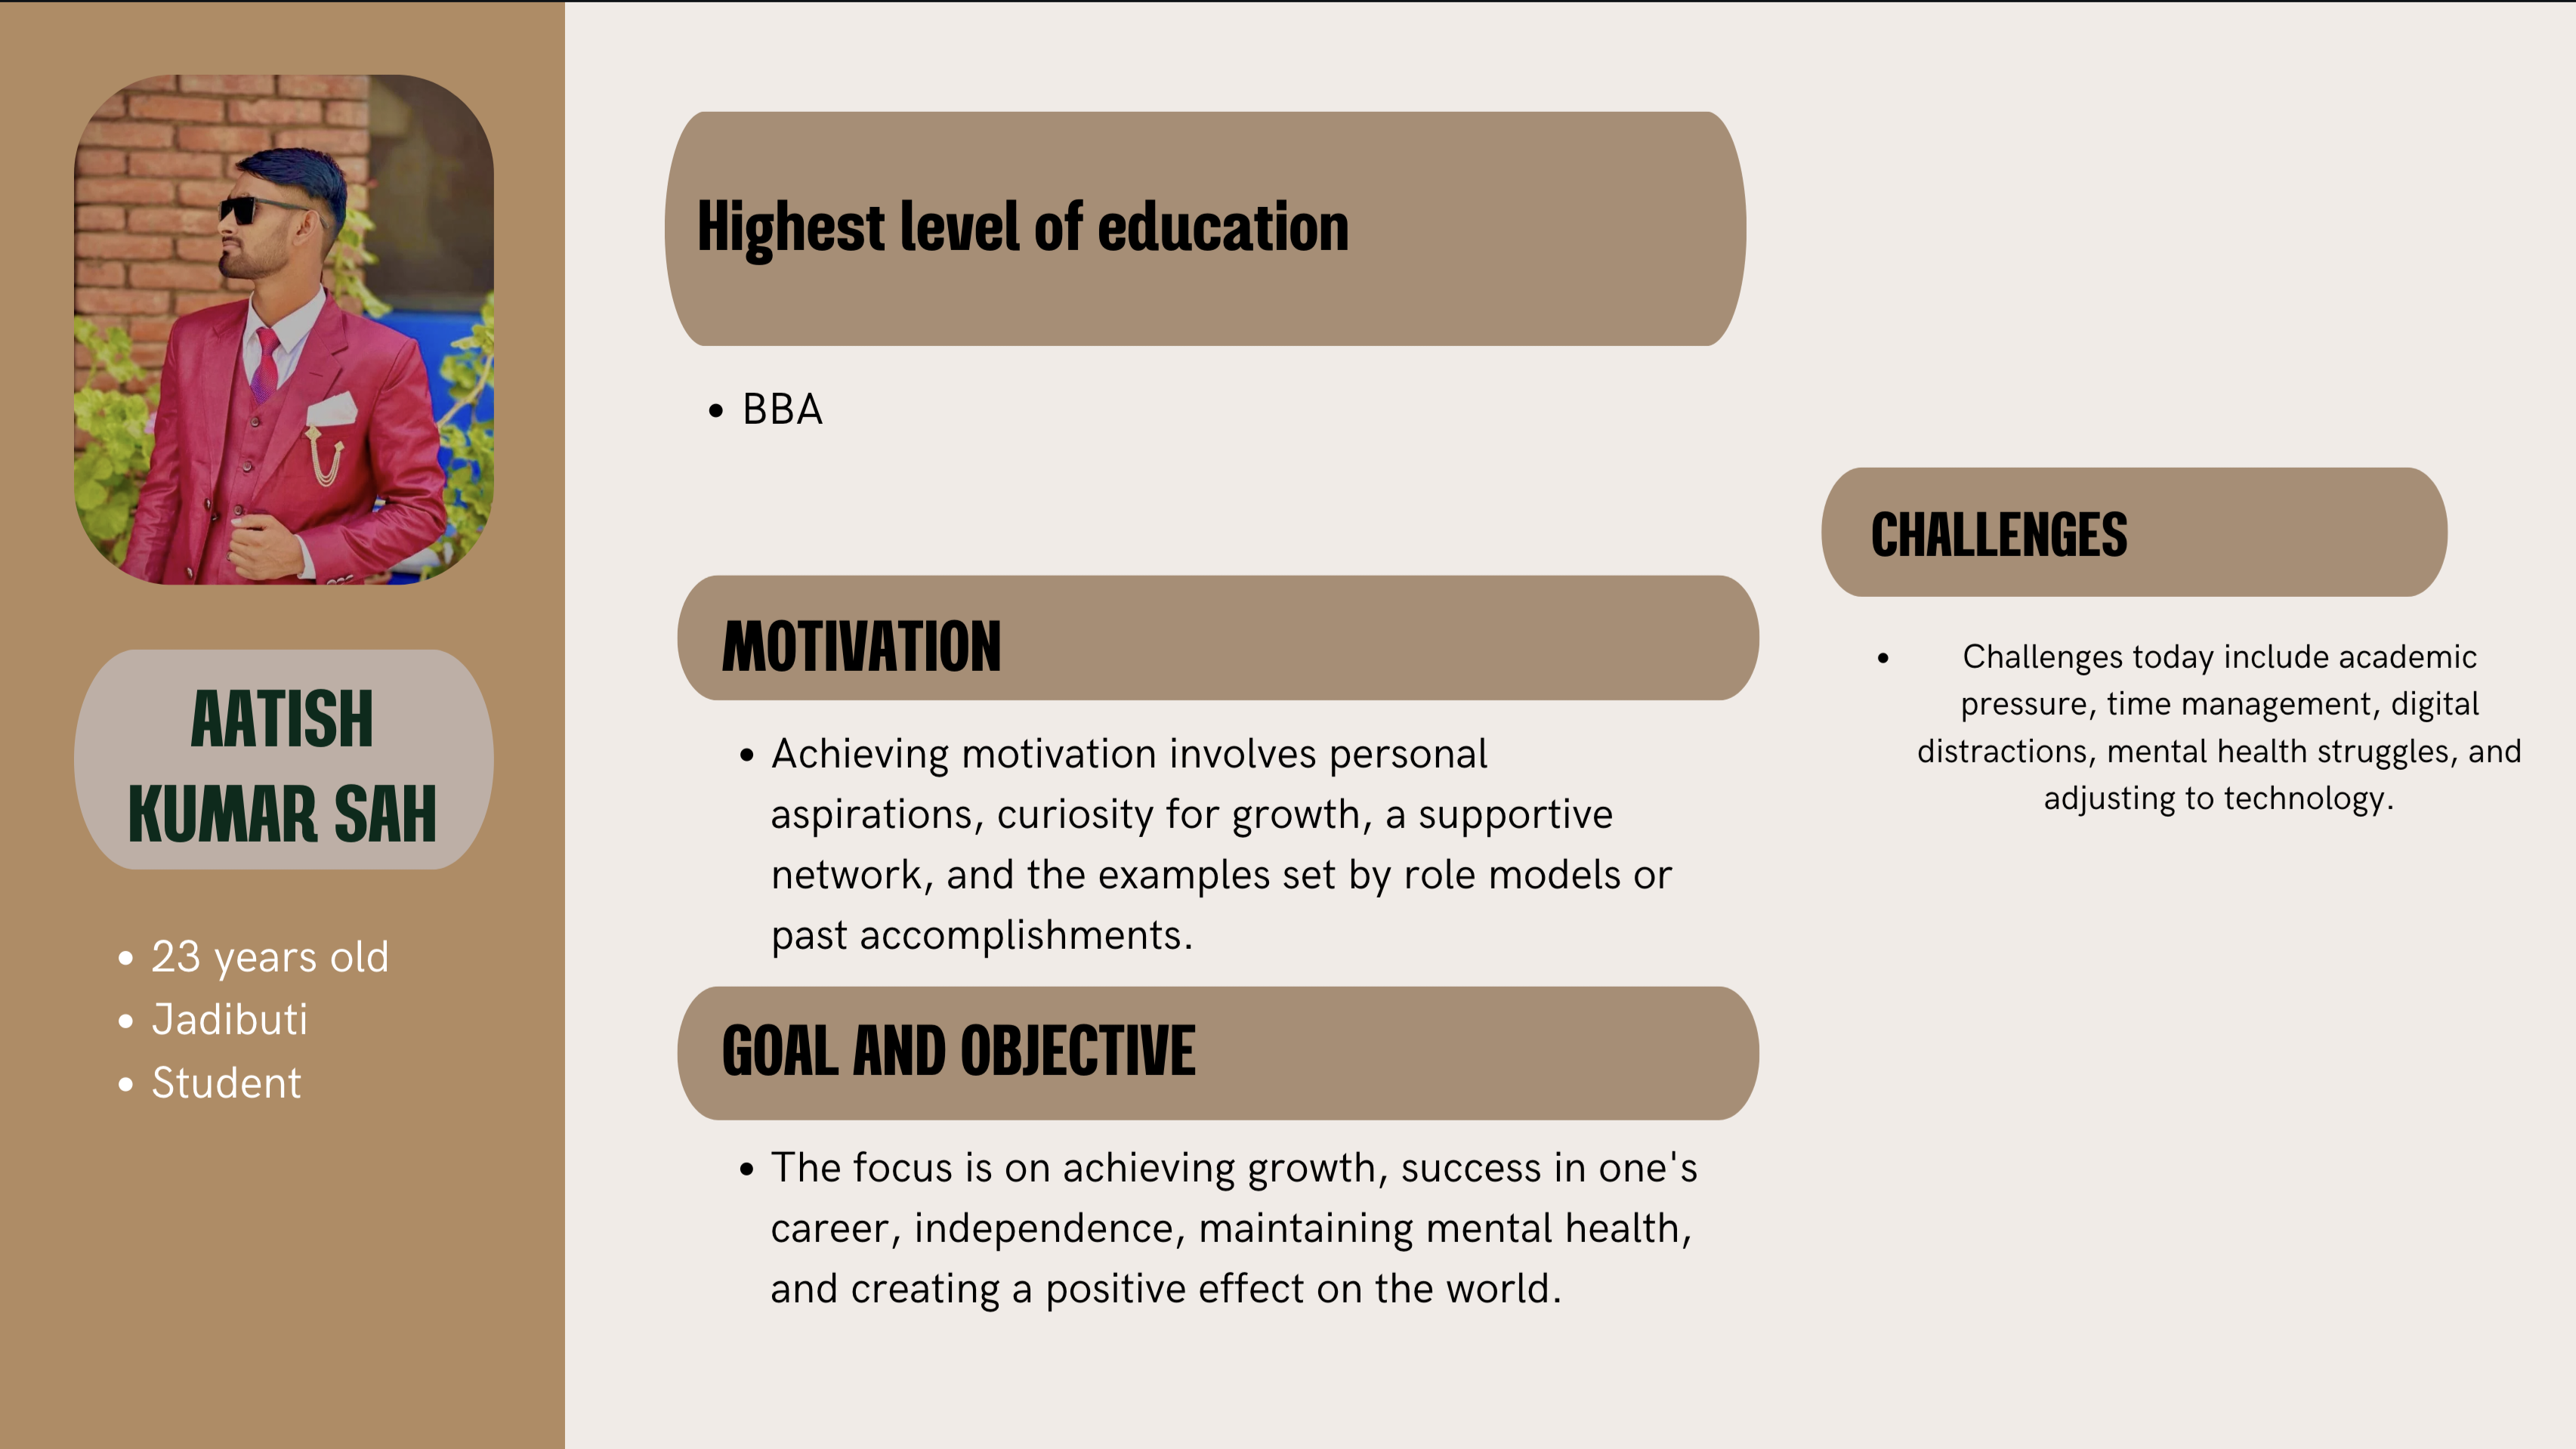 AATISH
KUMAR SAH
• 23 years old
• Jadibuti
• Student
Highest level of education
• BBA
MOTIVATION
• Achieving motivation involves personal
aspirations, curiosity for growth, a supportive
network, and the examples set by role models or
past accomplishments.
GOAL AND OBJECTIVE
• The focus is on achieving growth, success in one's
career, independence, maintaining mental health,
and creating a positive effect on the world.
CHALLENGES
• Challenges today include academic
pressure, time management, digital
distractions, mental health struggles, and
adjusting to technology.